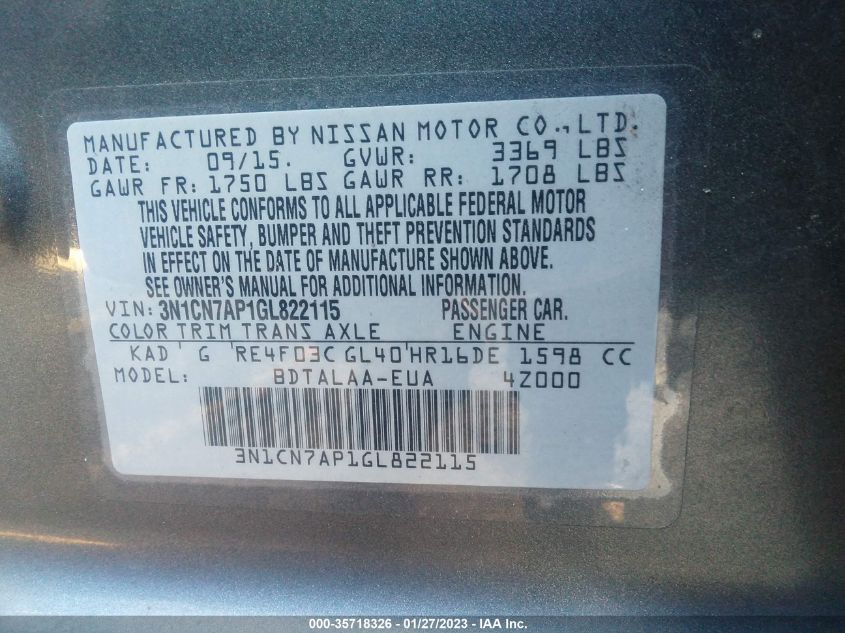 MANUFACTURED BY NISSAN MOTOR CO., LTD.
DATE: 09/15. GVWR: 3369 LBS
GAWR FR: 1750 LBS GAWR RR: 1708 LBS
THIS VEHICLE CONFORMS TO ALL APPLICABLE FEDERAL MOTOR
VEHICLE SAFETY, BUMPER AND THEFT PREVENTION STANDARDS
IN EFFECT ON THE DATE OF MANUFACTURE SHOWN ABOVE.
SEE OWNER'S MANUAL FOR ADDITIONAL INFORMATION.
VIN: 3N1CN7AP1GL822115 PASSENGER CAR.
COLOR TRIM TRANS AXLE ENGINE
KAD G RE4F03C GL40 HR16DE 1598 CC
MODEL: BDTALAA-EUA 4Z000
3N1CN7AP1GL822115
000-35718326 - 01/27/2023 - IAA Inc.